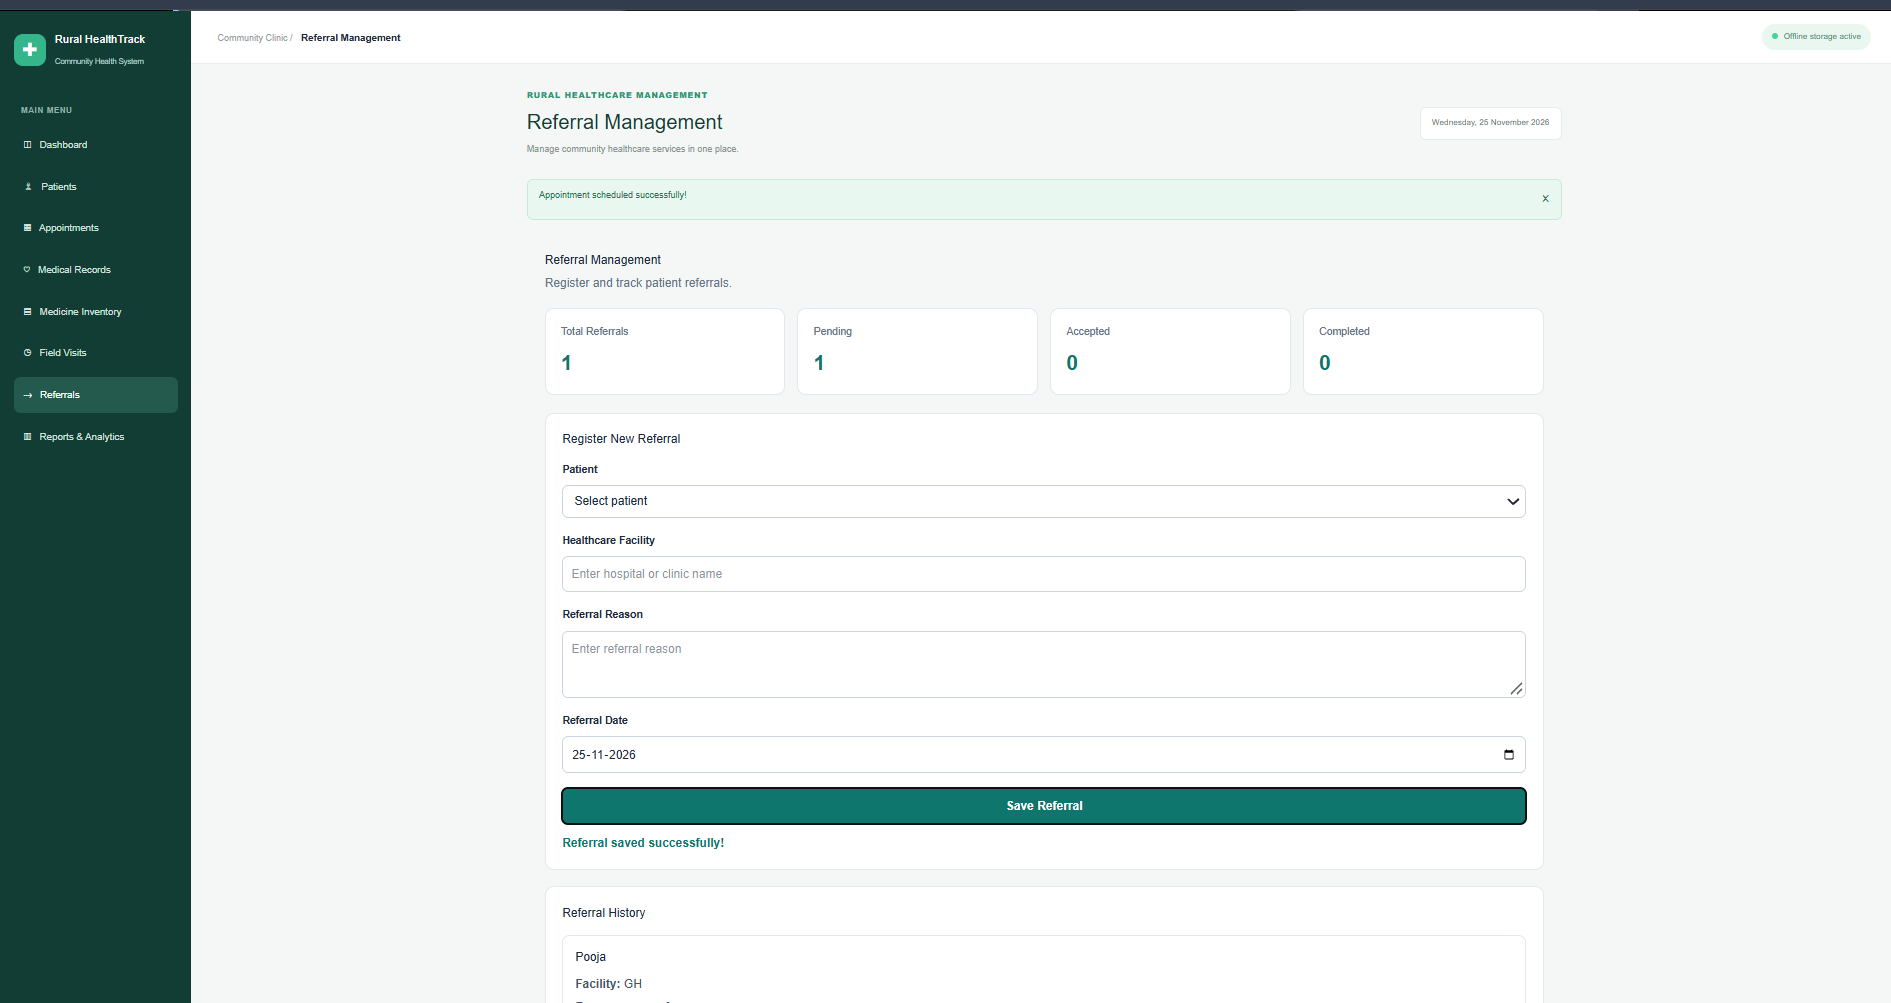 Rural HealthTrack
Community Health System
MAIN MENU
Dashboard
Patients
Appointments
Medical Records
Medicine Inventory
Field Visits
Referrals
Reports & Analytics
Community Clinic / Referral Management
Offline storage active
RURAL HEALTHCARE MANAGEMENT
Referral Management
Manage community healthcare services in one place.
Wednesday, 25 November 2026
Appointment scheduled successfully!
x
Referral Management
Register and track patient referrals.
Total Referrals
1
Pending
1
Accepted
0
Completed
0
Register New Referral
Patient
Select patient
Healthcare Facility
Enter hospital or clinic name
Referral Reason
Enter referral reason
Referral Date
25-11-2026
Save Referral
Referral saved successfully!
Referral History
Pooja
Facility: GH